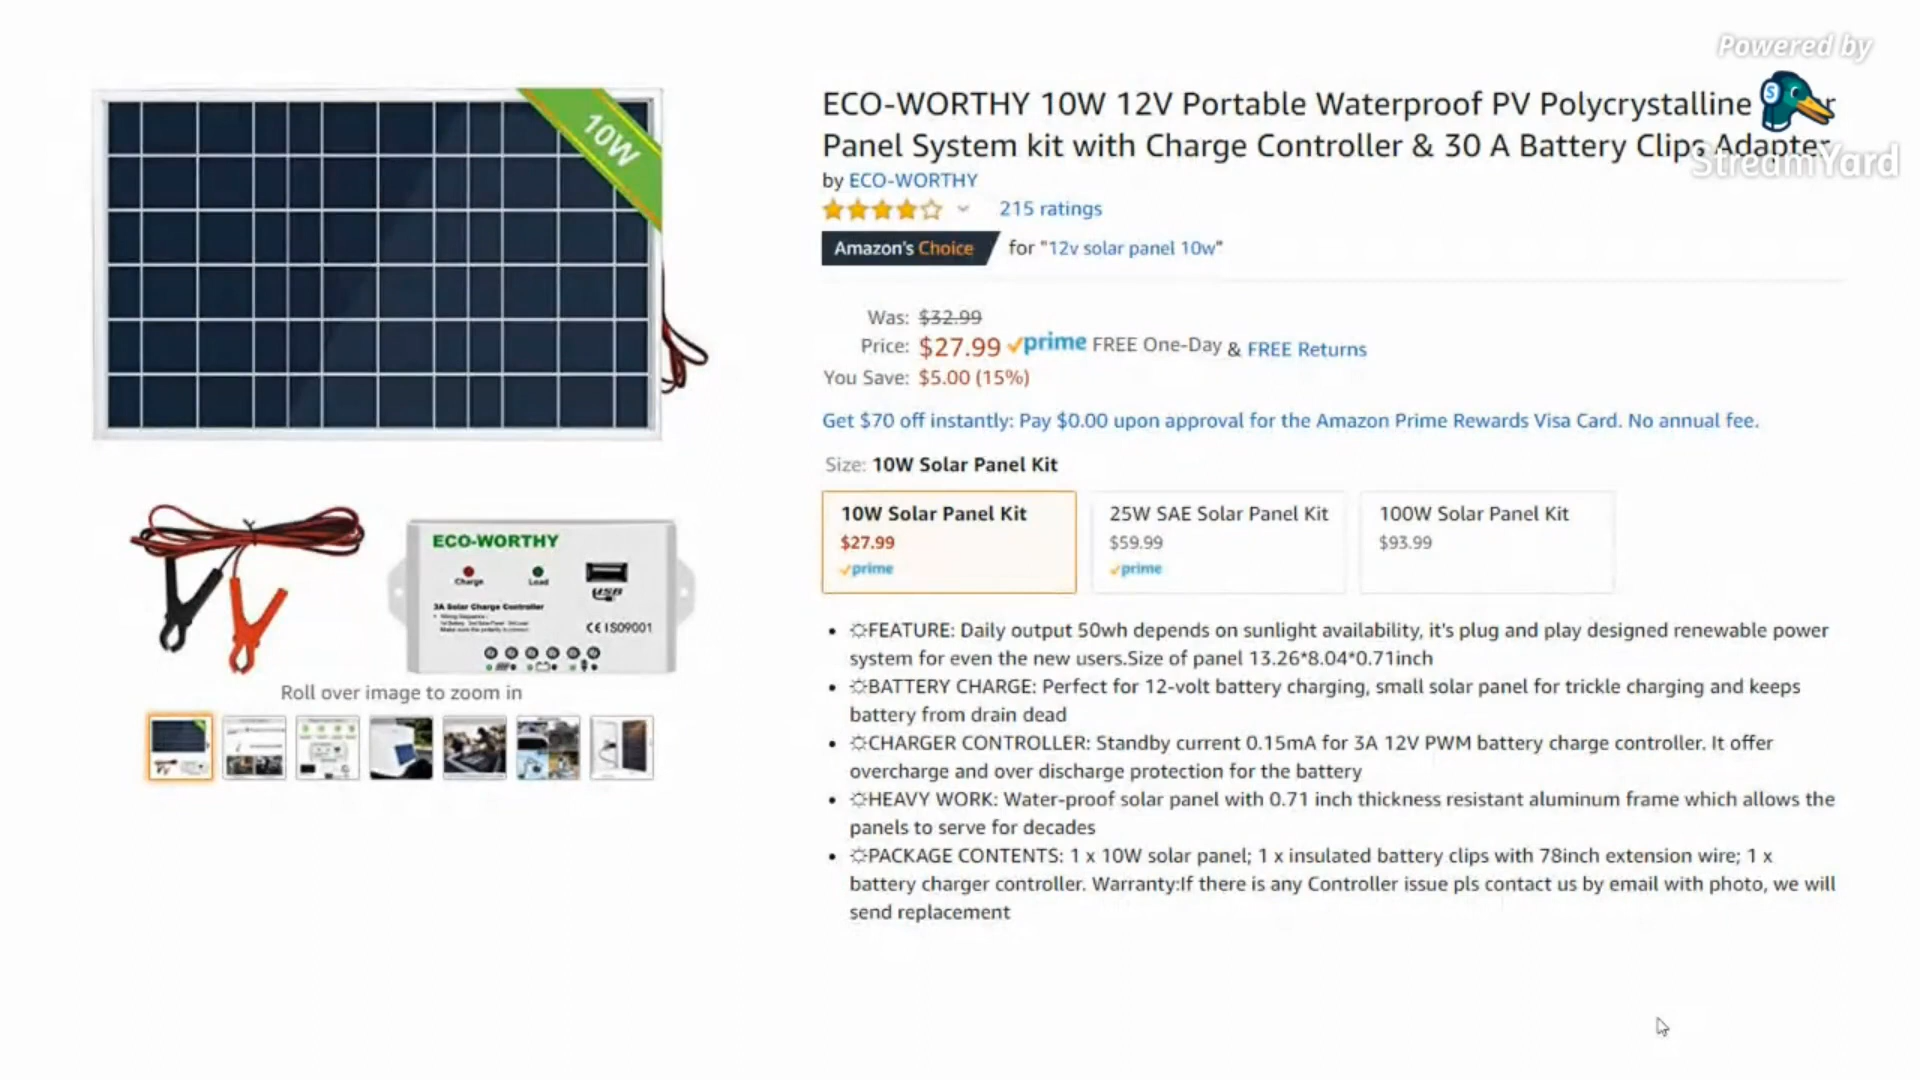 Powered by
StreamYard
10W
ECO-WORTHY 10W 12V Portable Waterproof PV Polycrystalline
Panel System kit with Charge Controller & 30 A Battery Clips Adapter
by ECO-WORTHY
215 ratings
Amazon's Choice for "12v solar panel 10w"
Was: $32.99
Price: $27.99 prime FREE One-Day & FREE Returns
You Save: $5.00 (15%)
Get $70 off instantly: Pay $0.00 upon approval for the Amazon Prime Rewards Visa Card. No annual fee.
Size: 10W Solar Panel Kit
10W Solar Panel Kit
$27.99
prime
25W SAE Solar Panel Kit
$59.99
prime
100W Solar Panel Kit
$93.99
ECO-WORTHY
Charge
Load
USB
3A Solar Charge Controller
CE ISO9001
Roll over image to zoom in
• FEATURE: Daily output 50wh depends on sunlight availability, it's plug and play designed renewable power
system for even the new users.Size of panel 13.26*8.04*0.71inch
• BATTERY CHARGE: Perfect for 12-volt battery charging, small solar panel for trickle charging and keeps
battery from drain dead
• CHARGER CONTROLLER: Standby current 0.15mA for 3A 12V PWM battery charge controller. It offer
overcharge and over discharge protection for the battery
• HEAVY WORK: Water-proof solar panel with 0.71 inch thickness resistant aluminum frame which allows the
panels to serve for decades
• PACKAGE CONTENTS: 1 x 10W solar panel; 1 x insulated battery clips with 78inch extension wire; 1 x
battery charger controller. Warranty:If there is any Controller issue pls contact us by email with photo, we will
send replacement